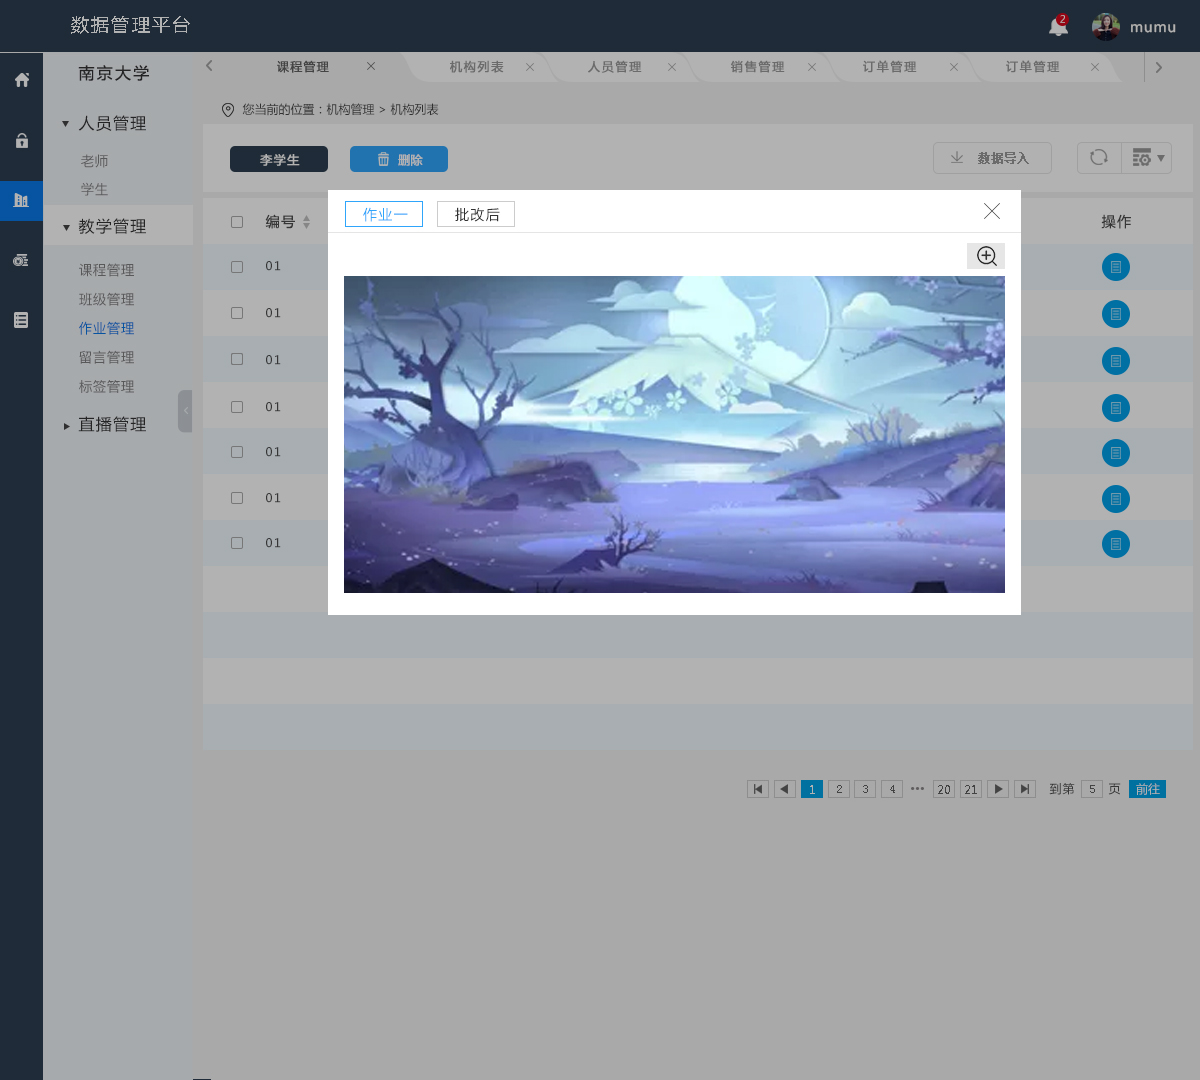 数据管理平台
2
mumu
南京大学
课程管理
机构列表
人员管理
销售管理
订单管理
订单管理
您当前的位置：机构管理 > 机构列表
人员管理
老师
学生
教学管理
课程管理
班级管理
作业管理
留言管理
标签管理
直播管理
李学生
删除
数据导入
作业一
批改后
编号
操作
01
01
01
01
01
01
01
1 2 3 4 ··· 20 21 到第 5 页 前往